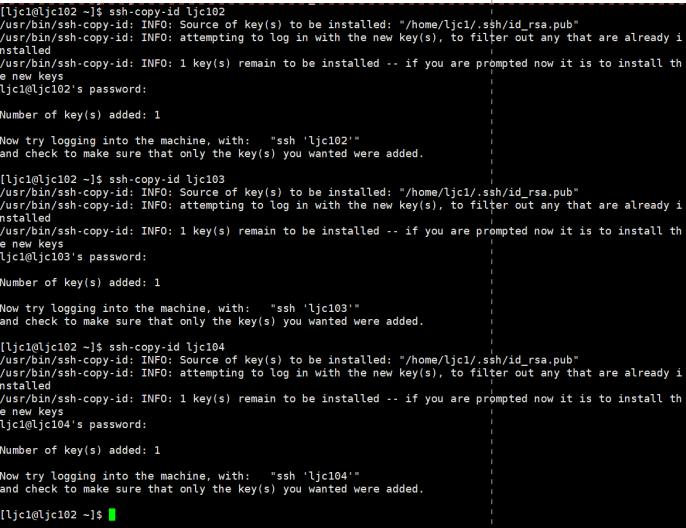 [ljc1@ljc102 ~]$ ssh-copy-id ljc102
/usr/bin/ssh-copy-id: INFO: Source of key(s) to be installed: "/home/ljc1/.ssh/id_rsa.pub"
/usr/bin/ssh-copy-id: INFO: attempting to log in with the new key(s), to filter out any that are already i
nstalled
/usr/bin/ssh-copy-id: INFO: 1 key(s) remain to be installed -- if you are prompted now it is to install th
e new keys
ljc1@ljc102's password:
Number of key(s) added: 1
Now try logging into the machine, with:   "ssh 'ljc102'"
and check to make sure that only the key(s) you wanted were added.
[ljc1@ljc102 ~]$ ssh-copy-id ljc103
/usr/bin/ssh-copy-id: INFO: Source of key(s) to be installed: "/home/ljc1/.ssh/id_rsa.pub"
/usr/bin/ssh-copy-id: INFO: attempting to log in with the new key(s), to filter out any that are already i
nstalled
/usr/bin/ssh-copy-id: INFO: 1 key(s) remain to be installed -- if you are prompted now it is to install th
e new keys
ljc1@ljc103's password:
Number of key(s) added: 1
Now try logging into the machine, with:   "ssh 'ljc103'"
and check to make sure that only the key(s) you wanted were added.
[ljc1@ljc102 ~]$ ssh-copy-id ljc104
/usr/bin/ssh-copy-id: INFO: Source of key(s) to be installed: "/home/ljc1/.ssh/id_rsa.pub"
/usr/bin/ssh-copy-id: INFO: attempting to log in with the new key(s), to filter out any that are already i
nstalled
/usr/bin/ssh-copy-id: INFO: 1 key(s) remain to be installed -- if you are prompted now it is to install th
e new keys
ljc1@ljc104's password:
Number of key(s) added: 1
Now try logging into the machine, with:   "ssh 'ljc104'"
and check to make sure that only the key(s) you wanted were added.
[ljc1@ljc102 ~]$